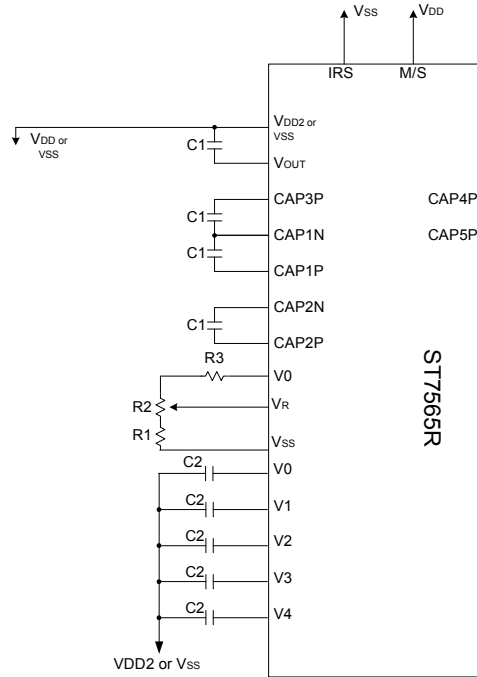 VSS
VDD
IRS
M/S
VDD or
VSS
VDD2 or
VSS
C1
VOUT
CAP3P
CAP4P
C1
CAP1N
CAP5P
C1
CAP1P
CAP2N
C1
CAP2P
R3
V0
R2
VR
R1
VSS
C2
V0
C2
V1
C2
V2
C2
V3
C2
V4
VDD2 or VSS
ST7565R